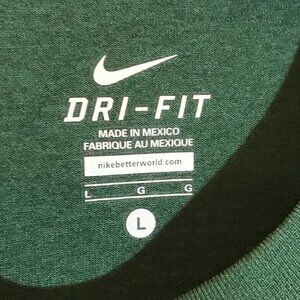 DRI-FIT
MADE IN MEXICO
FABRIQUE AU MEXIQUE
nikebetterworld.com
L G G
L